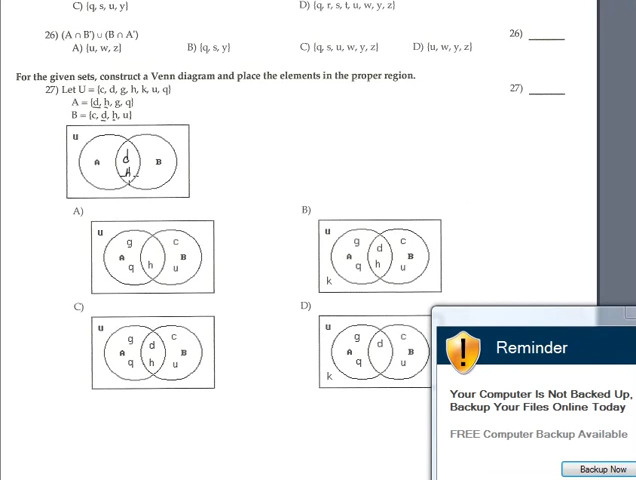 C) {q, s, u, y}
D) {q, r, s, t, u, w, y, z}
26) (A ∩ B') ∪ (B ∩ A')
26)
A) {u, w, z}
B) {q, s, y}
C) {q, s, u, w, y, z}
D) {u, w, y, z}
For the given sets, construct a Venn diagram and place the elements in the proper region.
27) Let U = {c, d, g, h, k, u, q}
27)
A = {d, h, g, q}
B = {c, d, h, u}
u
A
d
h
B
A)
u
g
c
A
B
q
h
u
B)
u
g
c
d
A
B
q
h
u
k
C)
u
g
c
d
A
B
q
h
u
D)
u
g
c
d
A
B
q
u
k
Reminder
Your Computer Is Not Backed Up,
Backup Your Files Online Today
FREE Computer Backup Available
Backup Now